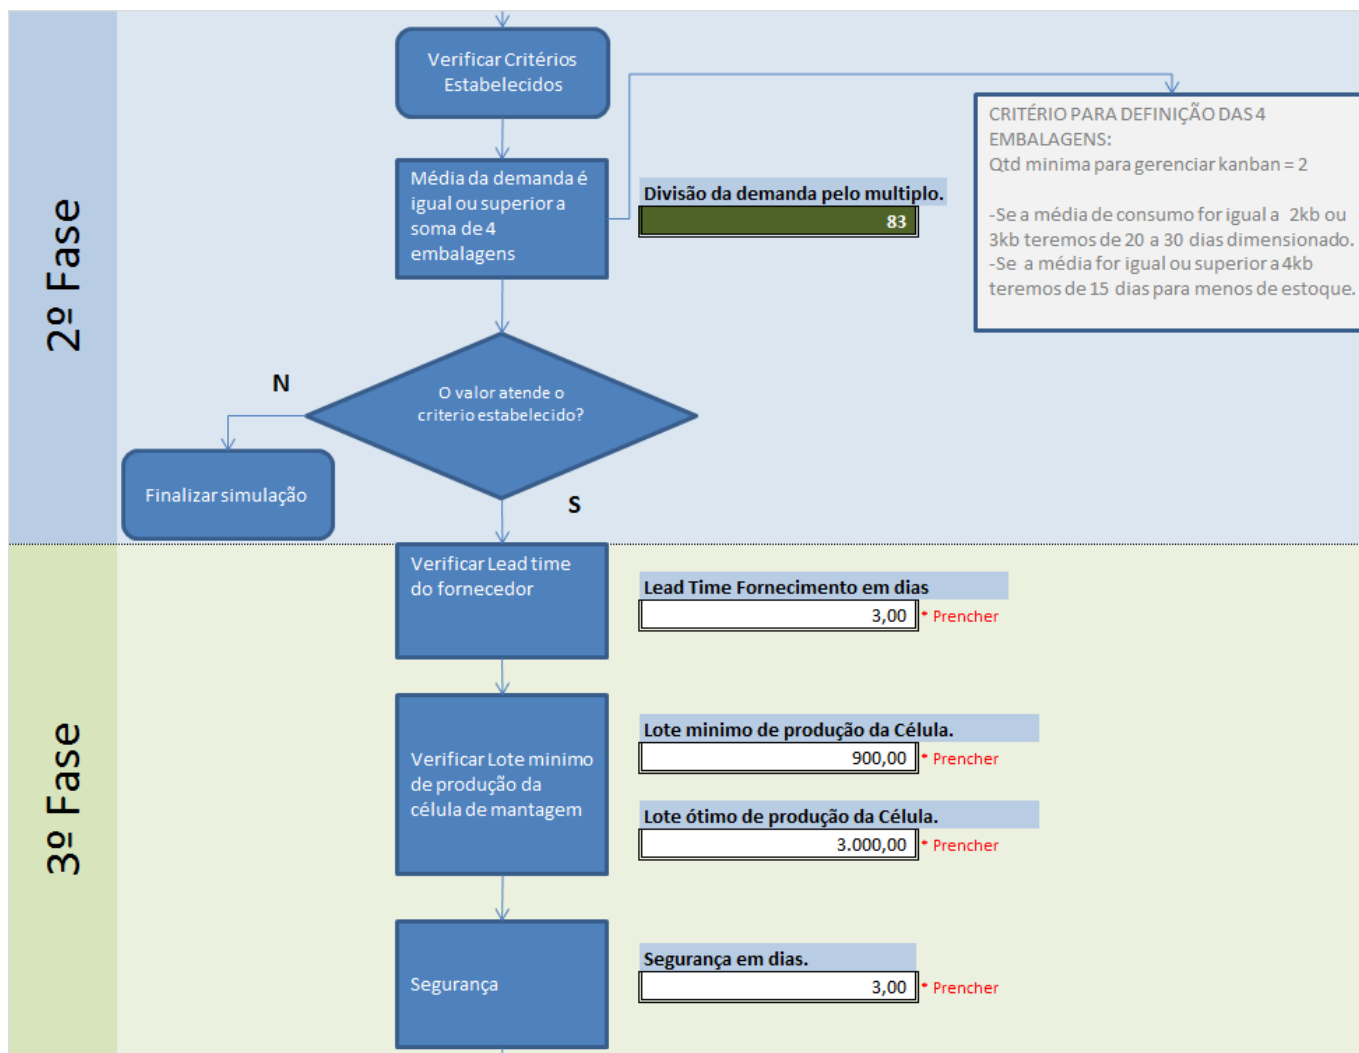 2º Fase
Verificar Critérios
Estabelecidos
Média da demanda é
igual ou superior a
soma de 4
embalagens
Divisão da demanda pelo multiplo.
83
CRITÉRIO PARA DEFINIÇÃO DAS 4
EMBALAGENS:
Qtd minima para gerenciar kanban = 2
-Se a média de consumo for igual a 2kb ou
3kb teremos de 20 a 30 dias dimensionado.
-Se a média for igual ou superior a 4kb
teremos de 15 dias para menos de estoque.
O valor atende o
criterio estabelecido?
N
Finalizar simulação
S
3º Fase
Verificar Lead time
do fornecedor
Lead Time Fornecimento em dias
3,00 * Prencher
Verificar Lote minimo
de produção da
célula de mantagem
Lote minimo de produção da Célula.
900,00 * Prencher
Lote ótimo de produção da Célula.
3.000,00 * Prencher
Segurança
Segurança em dias.
3,00 * Prencher